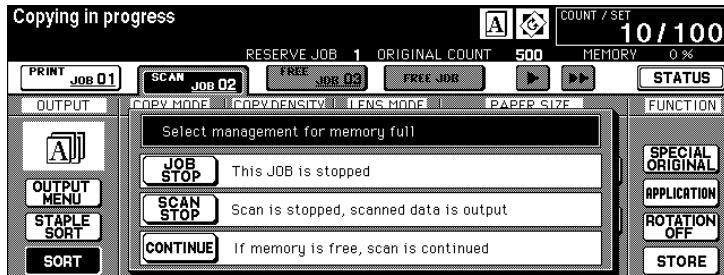 Copying in progress
COUNT / SET
10/100
RESERVE JOB 1 ORIGINAL COUNT 500 MEMORY 0 %
PRINT JOB 01 SCAN JOB 02 FREE JOB 03 FREE JOB STATUS
OUTPUT COPY MODE COPY DENSITY LENS MODE PAPER SIZE FUNCTION
Select management for memory full
JOB STOP This JOB is stopped
SCAN STOP Scan is stopped, scanned data is output
CONTINUE If memory is free, scan is continued
OUTPUT MENU
STAPLE SORT
SORT
SPECIAL ORIGINAL
APPLICATION
ROTATION OFF
STORE